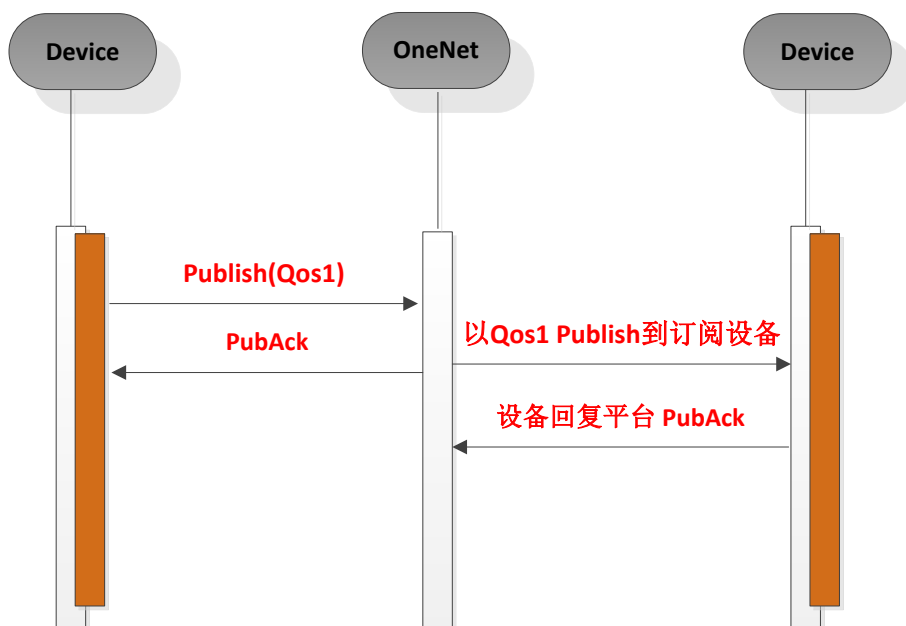 Device
OneNet
Device
Publish(Qos1)
PubAck
以Qos1 Publish到订阅设备
设备回复平台 PubAck